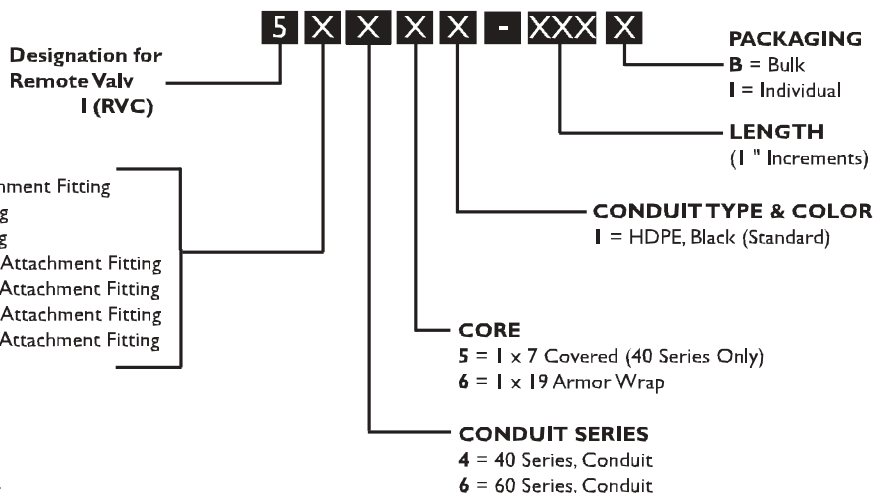 5 X X X X - XXX X
Designation for
Remote Valv
I (RVC)
PACKAGING
B = Bulk
I = Individual
LENGTH
(1 " Increments)
CONDUIT TYPE & COLOR
1 = HDPE, Black (Standard)
Attachment Fitting
Attachment Fitting
Attachment Fitting
Attachment Fitting
CORE
5 = 1 x 7 Covered (40 Series Only)
6 = 1 x 19 Armor Wrap
CONDUIT SERIES
4 = 40 Series, Conduit
6 = 60 Series, Conduit